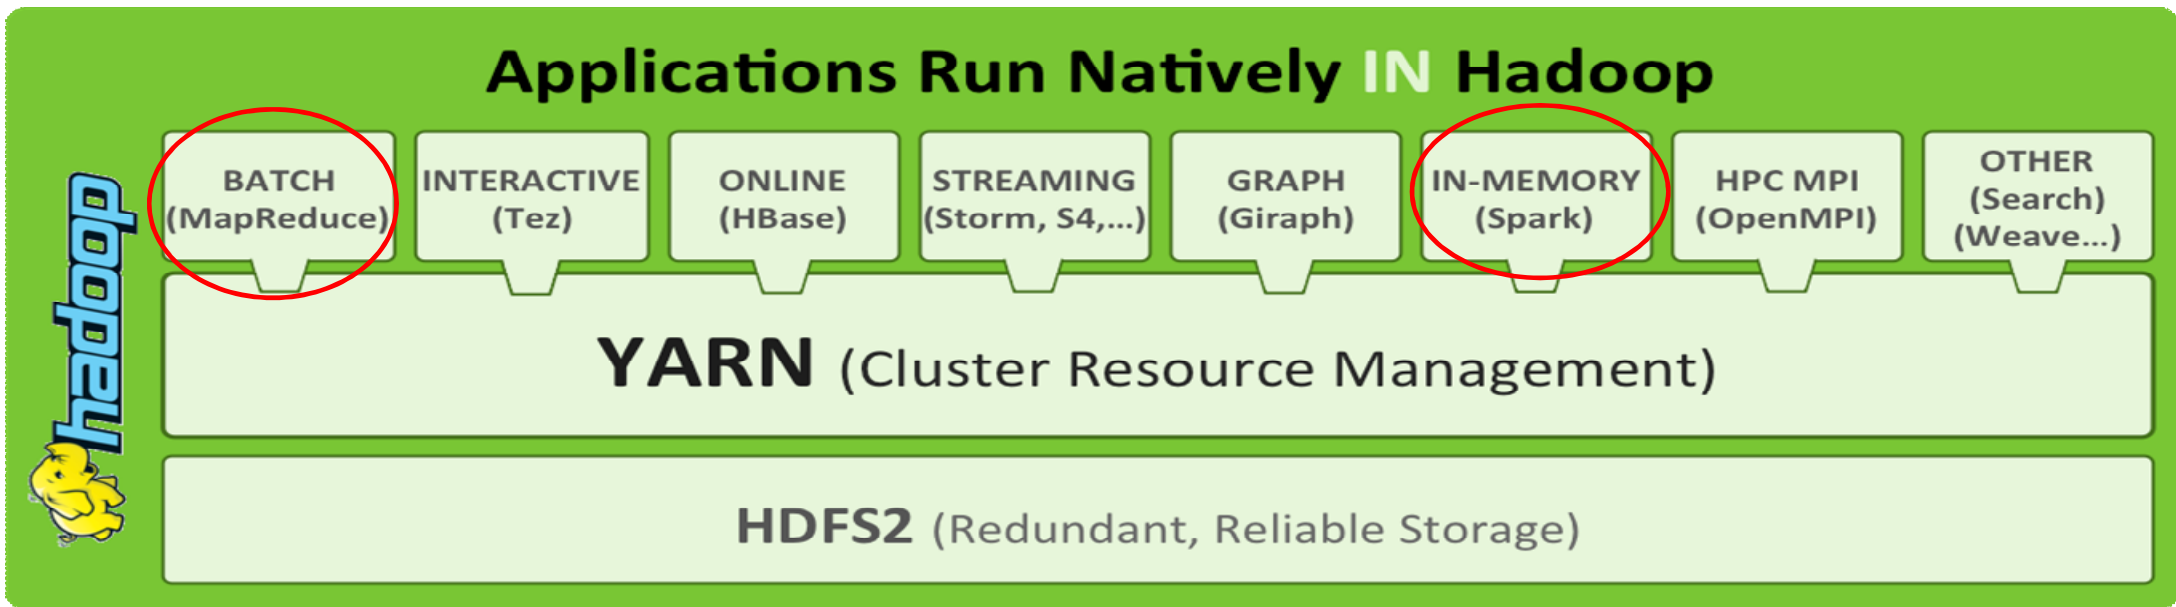 Applications Run Natively IN Hadoop
hadoop
BATCH
(MapReduce)
INTERACTIVE
(Tez)
ONLINE
(HBase)
STREAMING
(Storm, S4,...)
GRAPH
(Giraph)
IN-MEMORY
(Spark)
HPC MPI
(OpenMPI)
OTHER
(Search)
(Weave...)
YARN (Cluster Resource Management)
HDFS2 (Redundant, Reliable Storage)